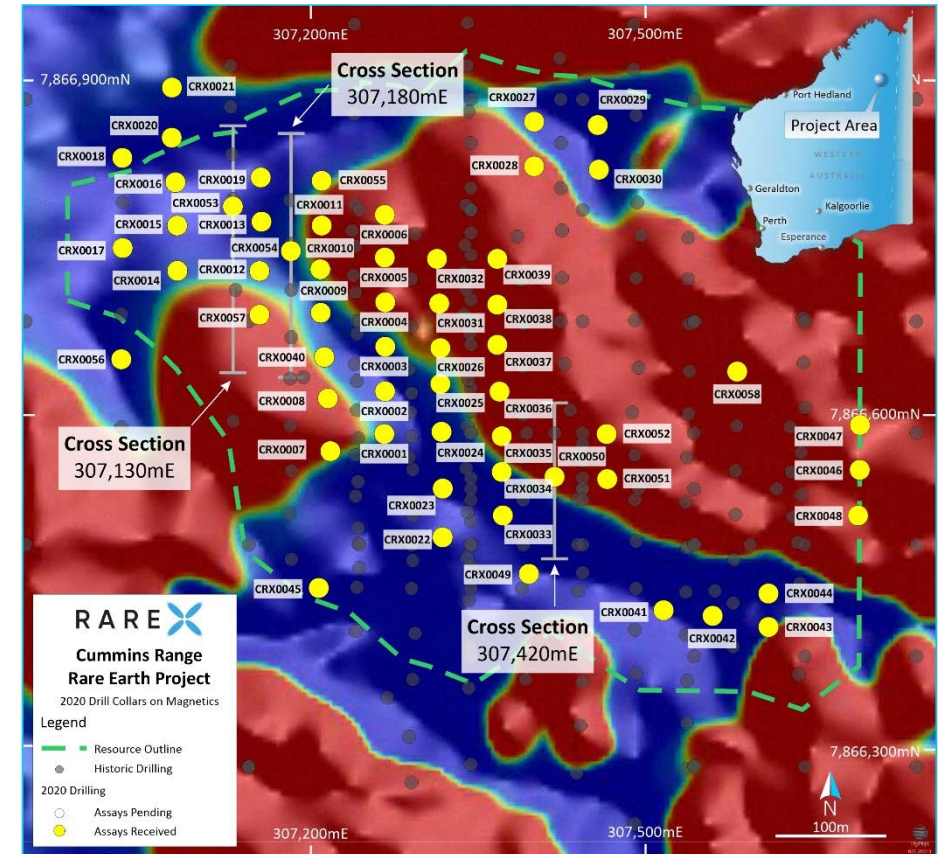 307,200mE
307,500mE
7,866,900mN
Cross Section
307,180mE
Port Hedland
Project Area
WESTERN
AUSTRALIA
Geraldton
Kalgoorlie
Perth
Esperance
CRX0021
CRX0020
CRX0018
CRX0016
CRX0019
CRX0053
CRX0015
CRX0013
CRX0017
CRX0054
CRX0014
CRX0012
CRX0057
CRX0056
CRX0055
CRX0011
CRX0010
CRX0009
CRX0006
CRX0005
CRX0004
CRX0003
CRX0040
CRX0008
CRX0002
CRX0007
CRX0001
CRX0027
CRX0029
CRX0028
CRX0030
CRX0032
CRX0039
CRX0031
CRX0038
CRX0026
CRX0037
CRX0025
CRX0036
CRX0024
CRX0035
CRX0050
CRX0052
CRX0034
CRX0051
CRX0023
CRX0033
CRX0022
CRX0058
7,866,600mN
CRX0047
CRX0046
CRX0048
Cross Section
307,130mE
CRX0049
CRX0045
Cross Section
307,420mE
CRX0041
CRX0042
CRX0044
CRX0043
RAREX
Cummins Range
Rare Earth Project
2020 Drill Collars on Magnetics
Legend
Resource Outline
Historic Drilling
2020 Drilling
Assays Pending
Assays Received
7,866,300mN
N
100m
307,200mE
307,500mE